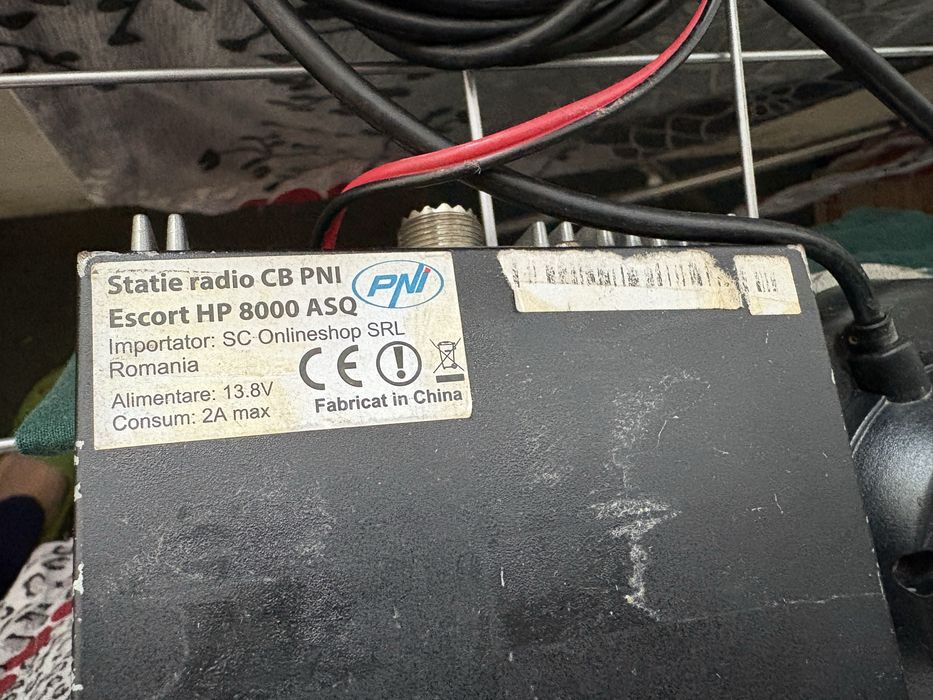 Statie radio CB PNI
PNI
Escort HP 8000 ASQ
Importator: SC Onlineshop SRL
Romania
CE
Alimentare: 13.8V
Consum: 2A max
Fabricat in China